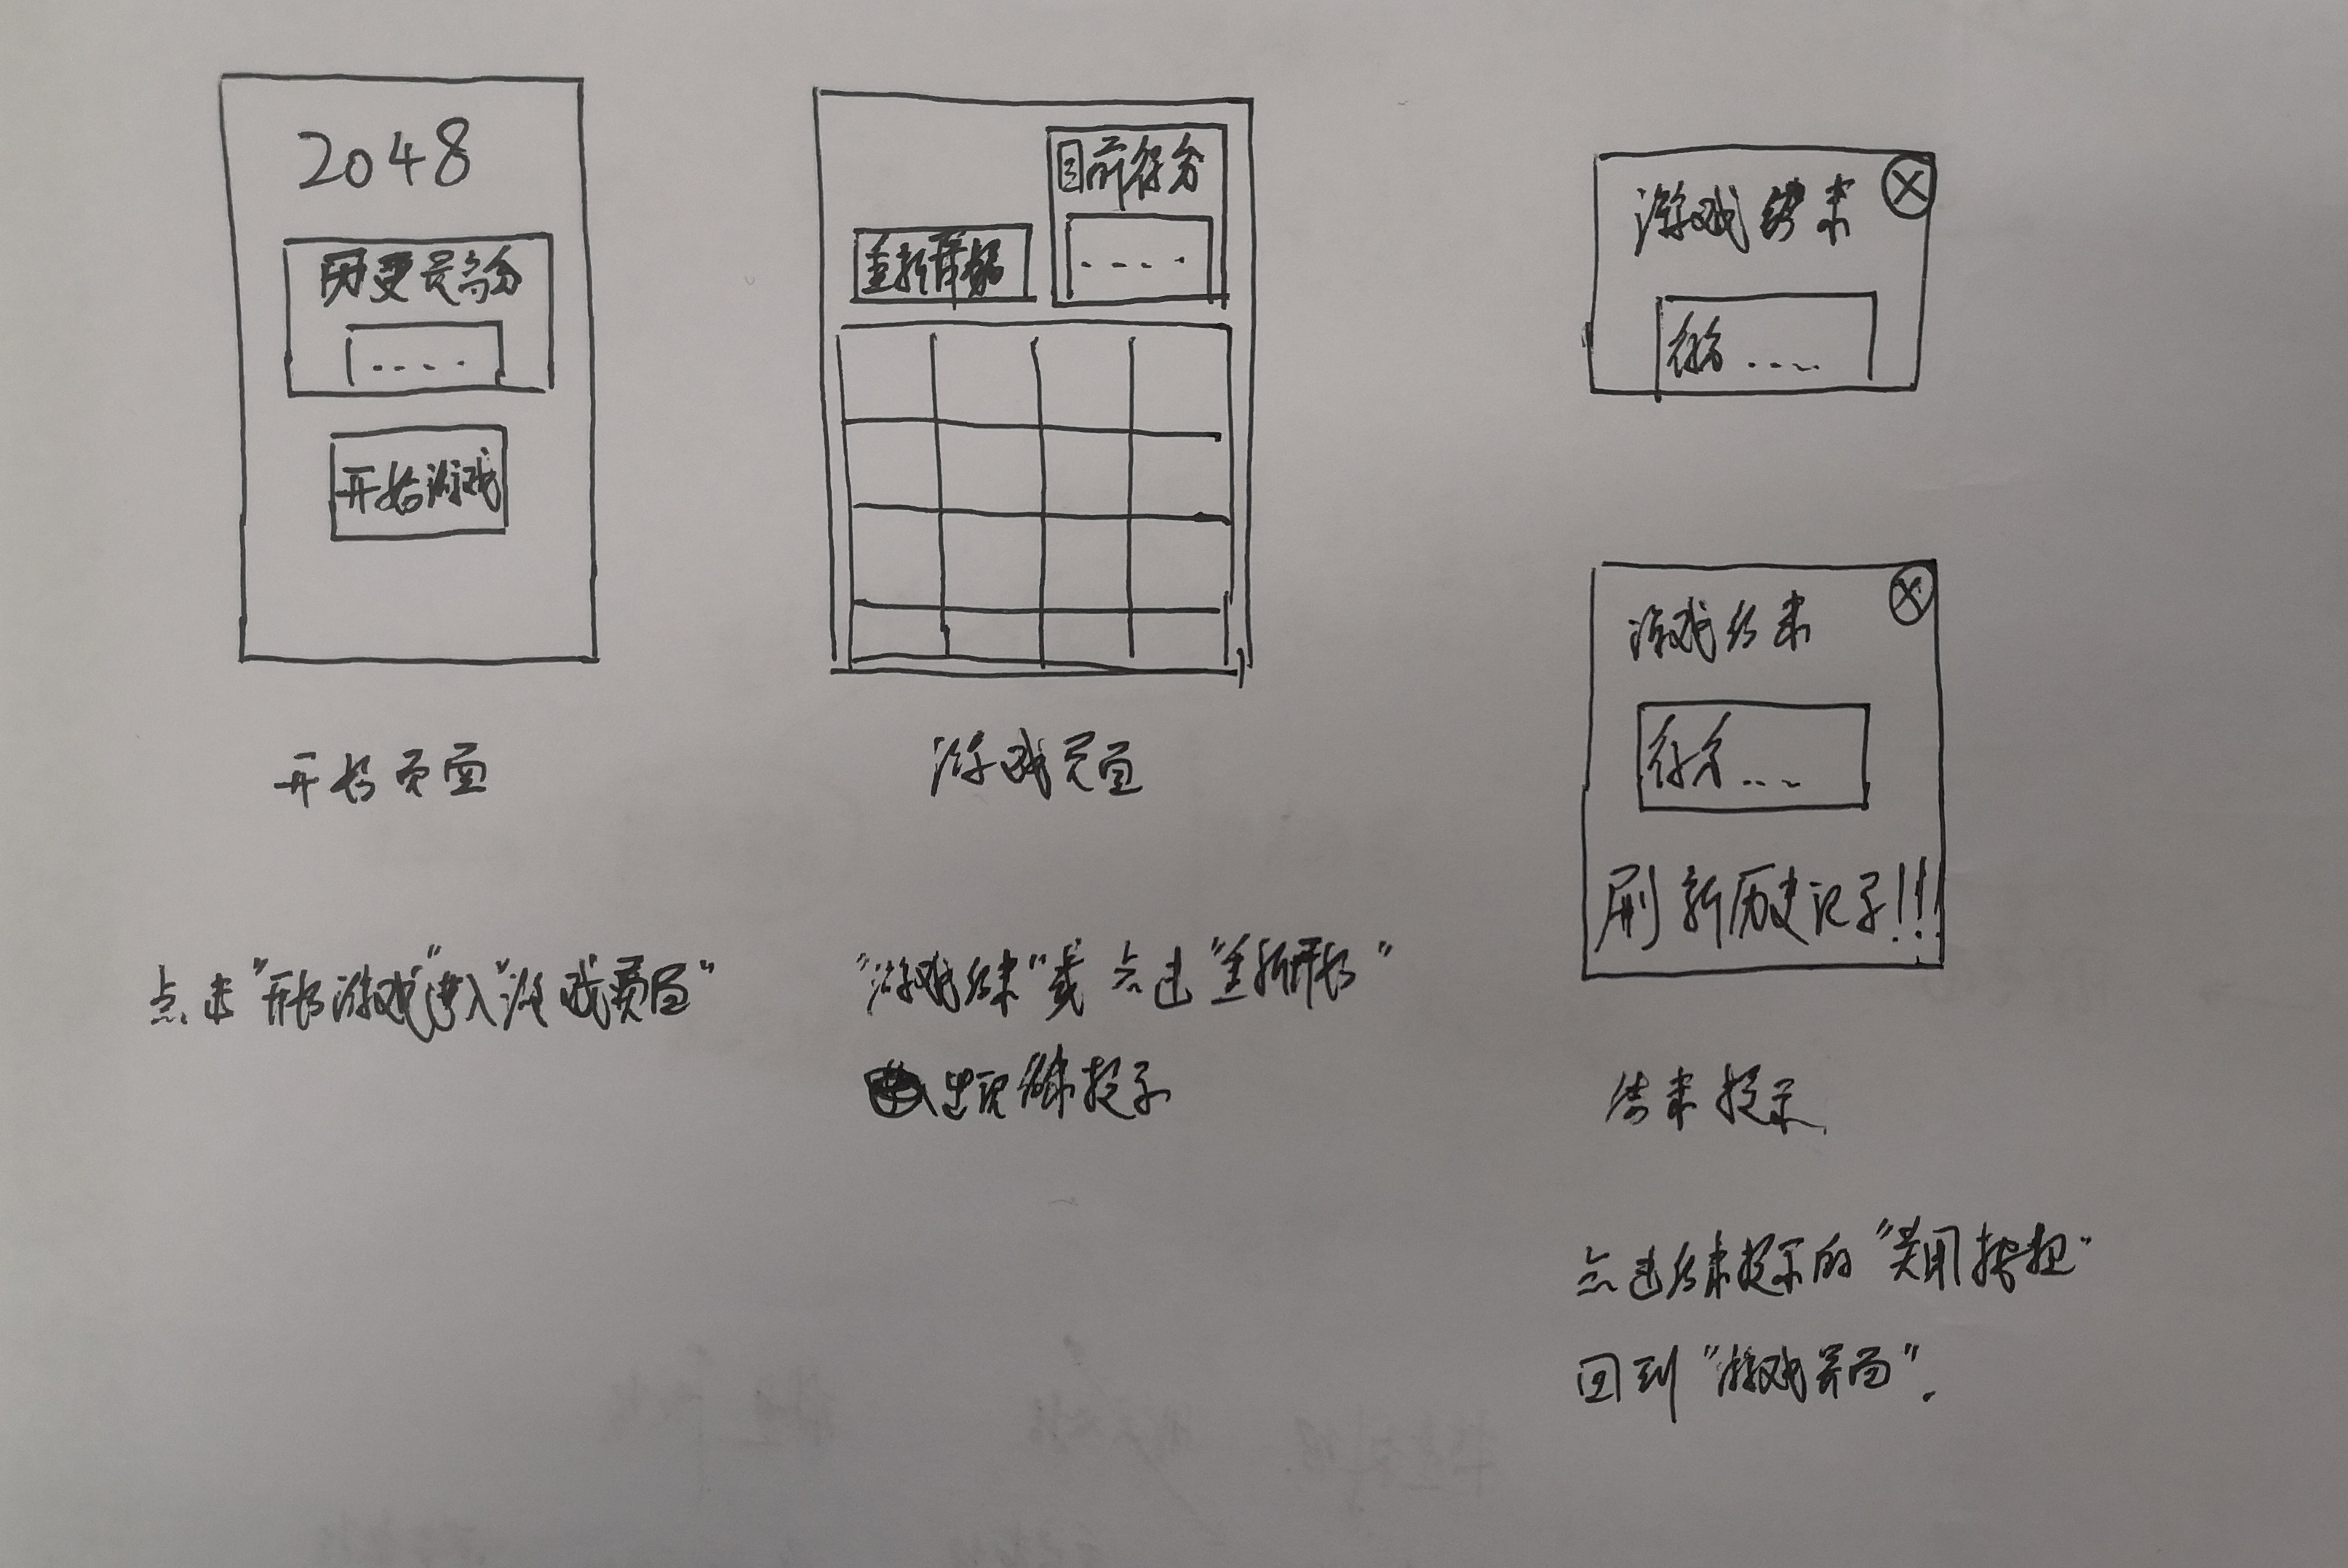 2048
历史最高分
....
开始游戏
开始页面
点击"开始游戏"进入"游戏页面"
目前得分
....
重新开始
游戏页面
"游戏结束"或点击"重新开始"
出现结束提示
游戏结束
得分....
游戏结束
得分....
刷新历史记录!!!
结束提示
点击结束提示的"关闭按钮"
回到"游戏界面".